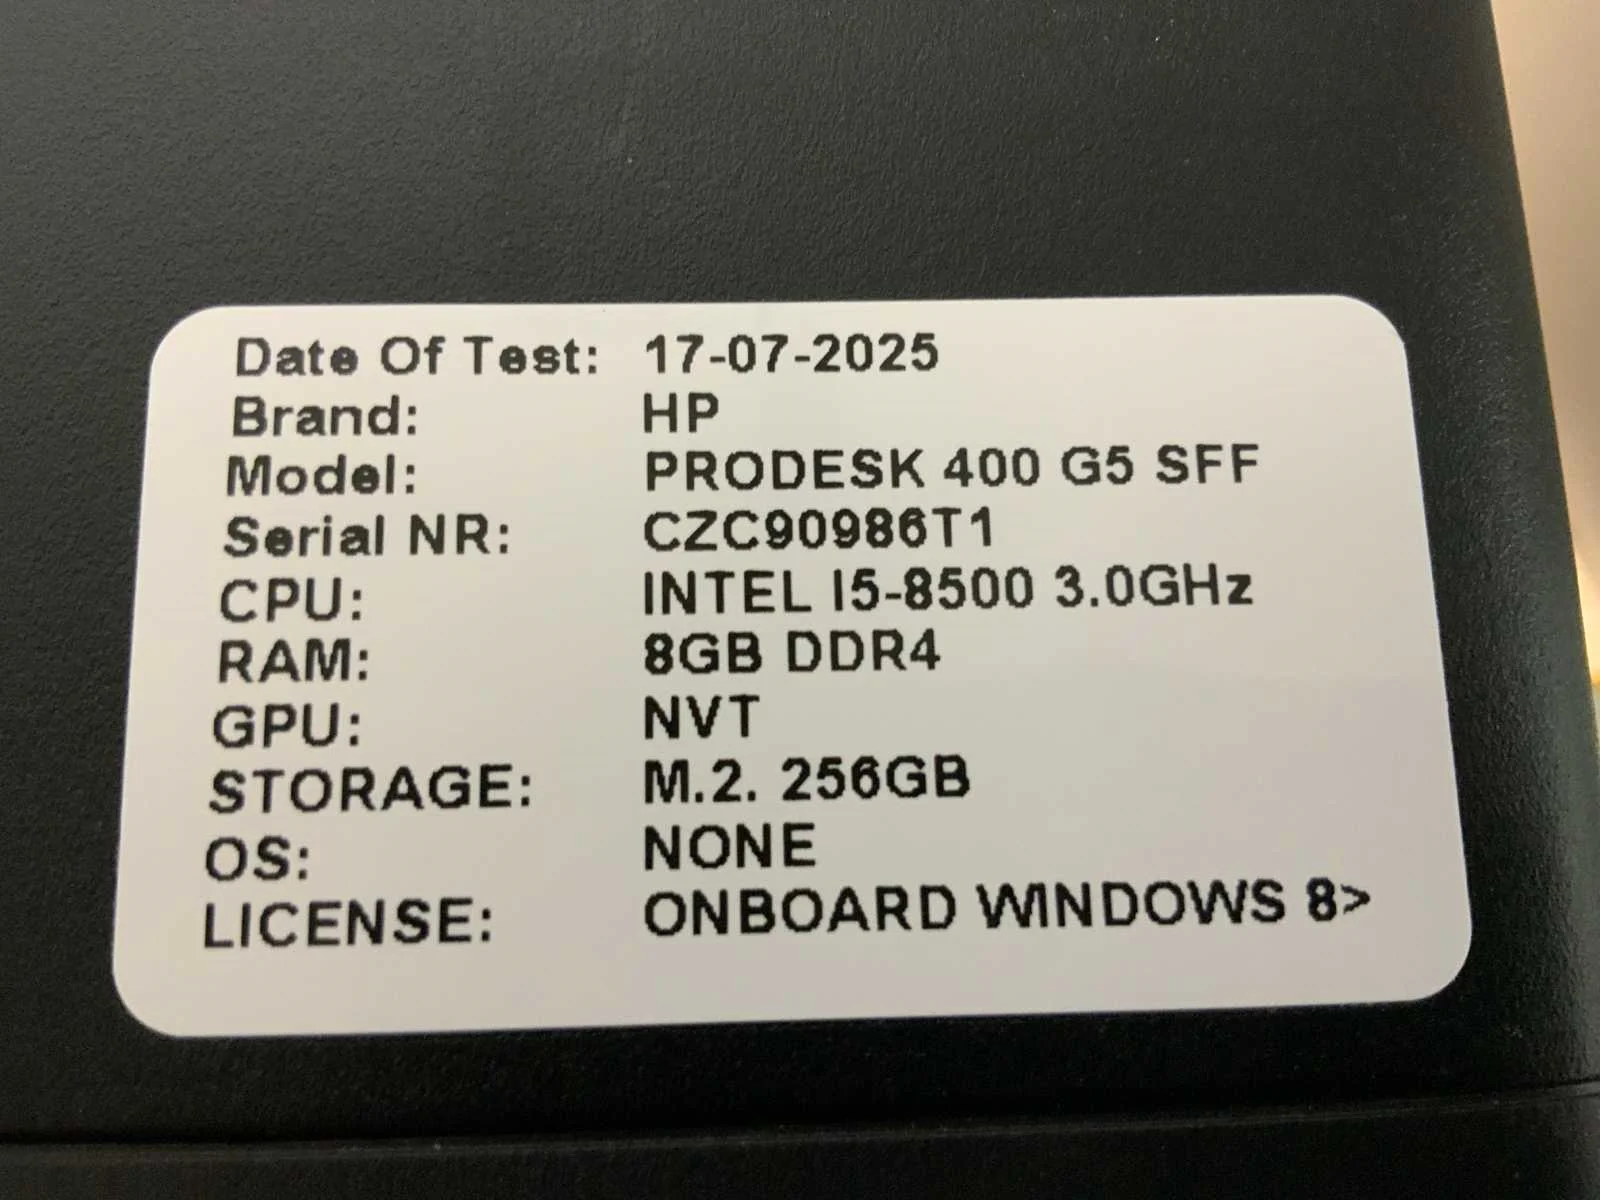 Date Of Test: 17-07-2025
Brand: HP
Model: PRODESK 400 G5 SFF
Serial NR: CZC90986T1
CPU: INTEL I5-8500 3.0GHz
RAM: 8GB DDR4
GPU: NVT
STORAGE: M.2. 256GB
OS: NONE
LICENSE: ONBOARD WINDOWS 8>